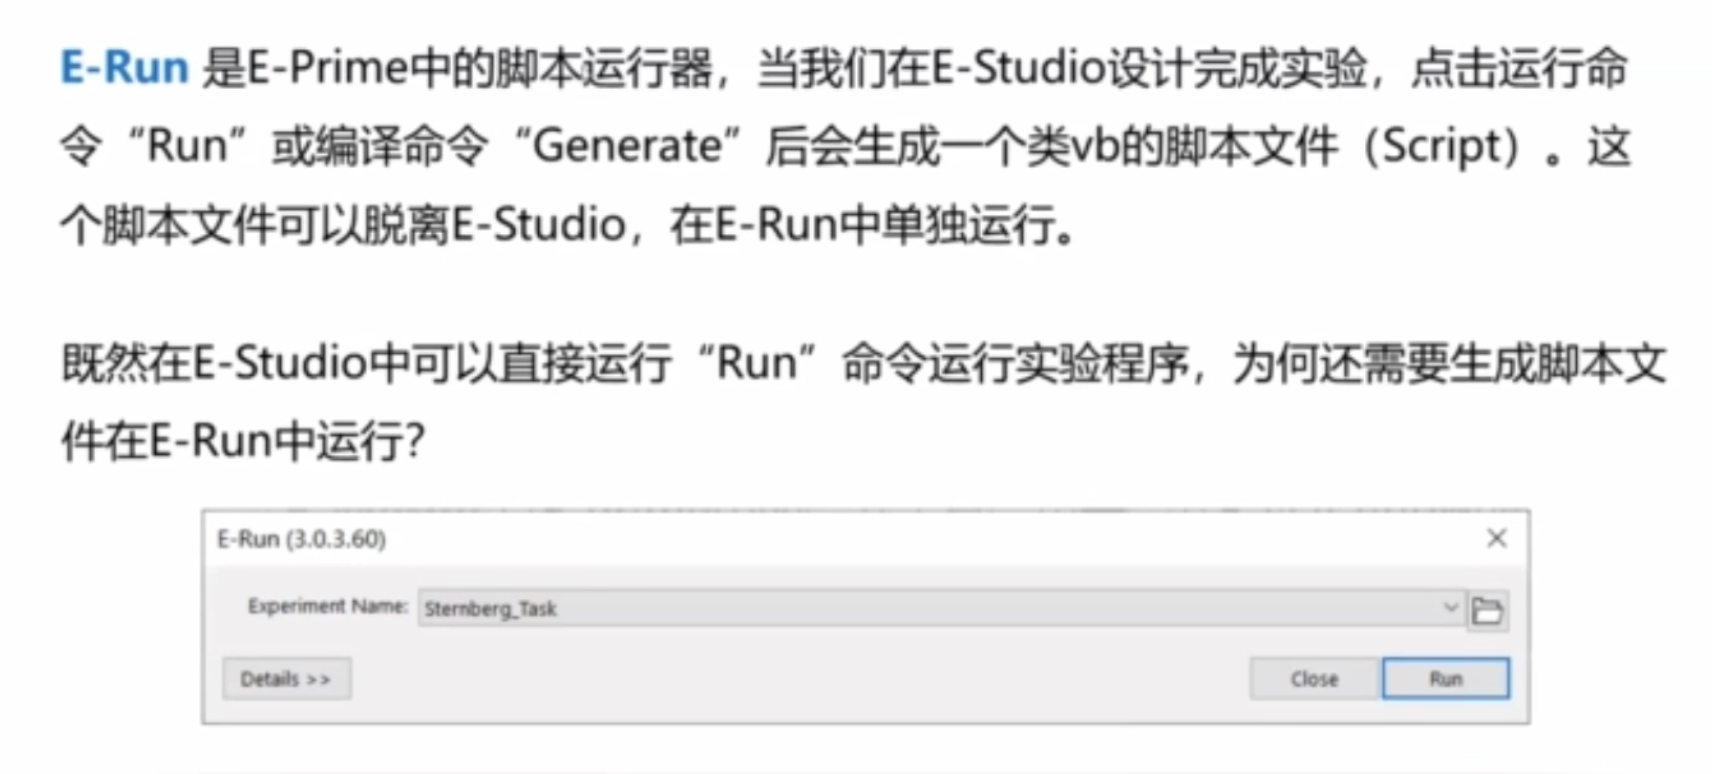 E-Run 是E-Prime中的脚本运行器，当我们在E-Studio设计完成实验，点击运行命
令“Run”或编译命令“Generate”后会生成一个类vb的脚本文件（Script）。这
个脚本文件可以脱离E-Studio，在E-Run中单独运行。
既然在E-Studio中可以直接运行“Run”命令运行实验程序，为何还需要生成脚本文
件在E-Run中运行?
E-Run (3.0.3.60)
Experiment Name: Sternberg_Task
Details >> Close Run